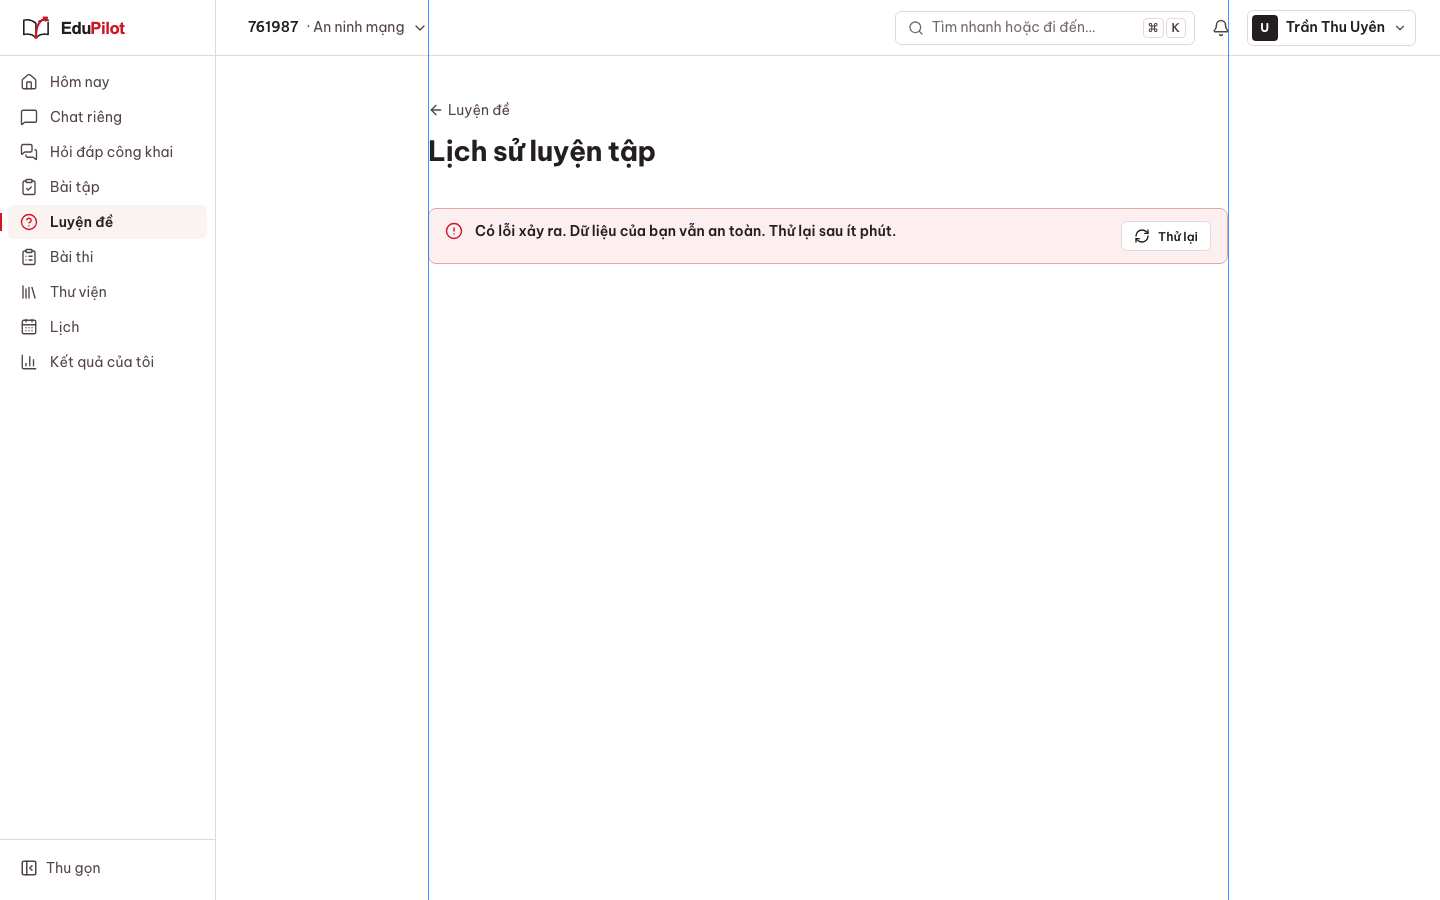 EduPilot
761987 · An ninh mạng
Tìm nhanh hoặc đi đến...
⌘ K
U Trần Thu Uyên
Hôm nay
Chat riêng
Hỏi đáp công khai
Bài tập
Luyện đề
Bài thi
Thư viện
Lịch
Kết quả của tôi
Thu gọn
Luyện đề
Lịch sử luyện tập
Có lỗi xảy ra. Dữ liệu của bạn vẫn an toàn. Thử lại sau ít phút.
Thử lại